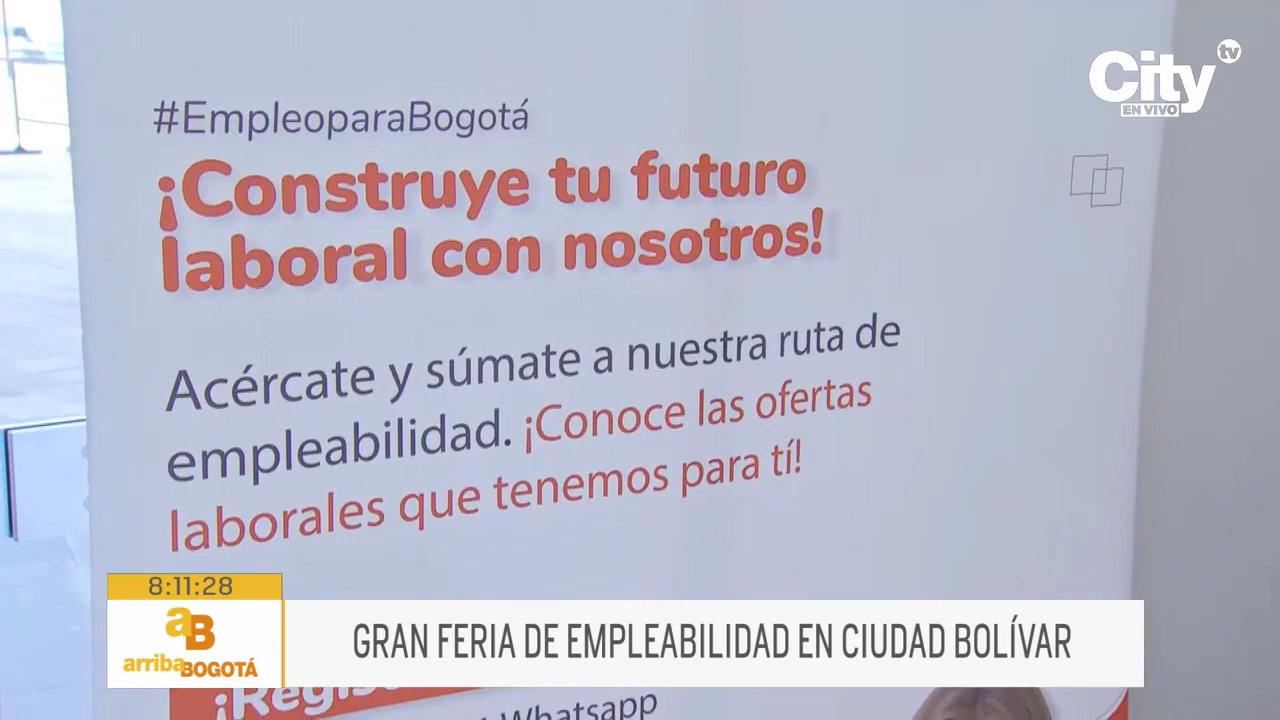 City tv
EN VIVO
#EmpleoparaBogotá
¡Construye tu futuro
laboral con nosotros!
Acércate y súmate a nuestra ruta de
empleabilidad. ¡Conoce las ofertas
laborales que tenemos para tí!
8:11:28
aB
arriba BOGOTÁ
GRAN FERIA DE EMPLEABILIDAD EN CIUDAD BOLÍVAR
Whatsapp